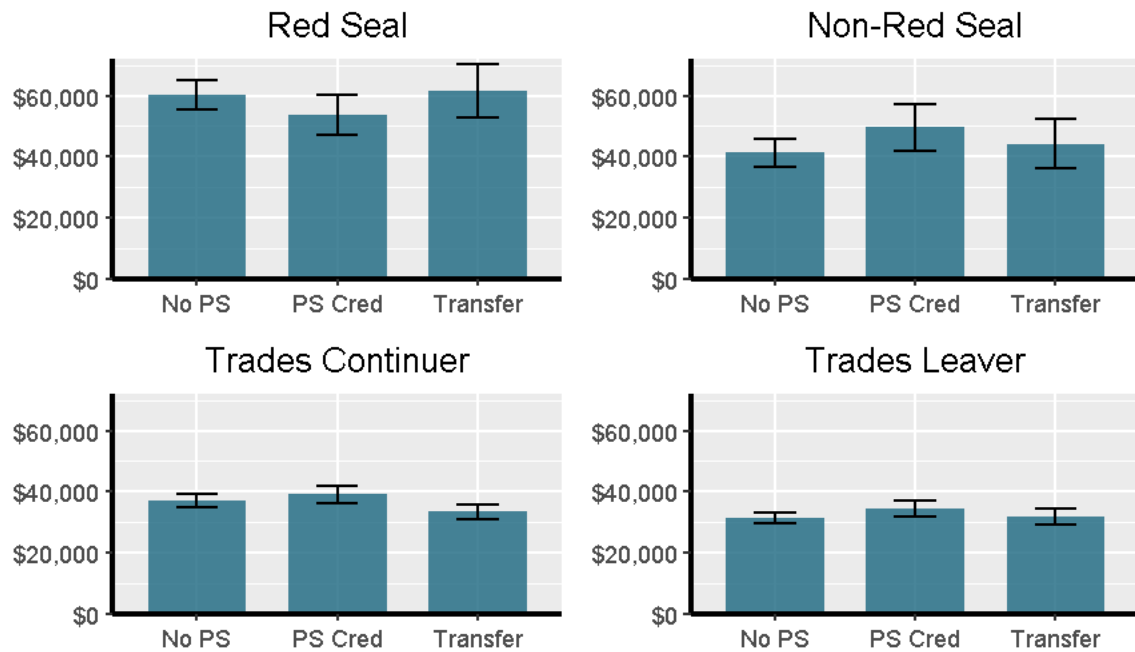 Red Seal
$60,000
$40,000
$20,000
$0
No PS PS Cred Transfer
Non-Red Seal
$60,000
$40,000
$20,000
$0
No PS PS Cred Transfer
Trades Continuer
$60,000
$40,000
$20,000
$0
No PS PS Cred Transfer
Trades Leaver
$60,000
$40,000
$20,000
$0
No PS PS Cred Transfer